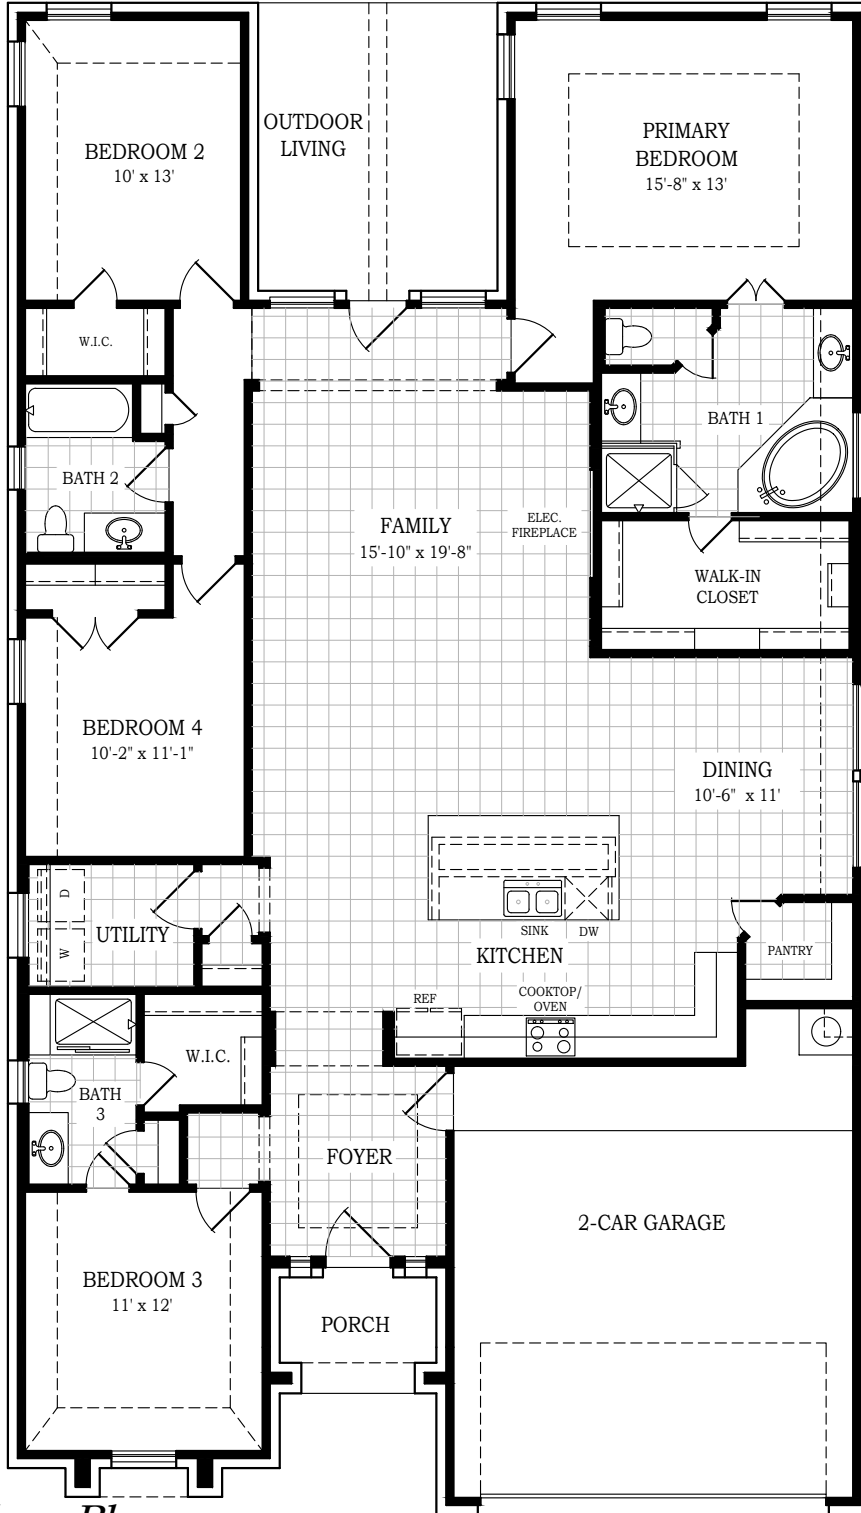 OUTDOOR
LIVING
BEDROOM 2
10' x 13'
PRIMARY
BEDROOM
15'-8" x 13'
W.I.C.
BATH 1
BATH 2
FAMILY
15'-10" x 19'-8"
ELEC.
FIREPLACE
WALK-IN
CLOSET
BEDROOM 4
10'-2" x 11'-1"
DINING
10'-6" x 11'
D
W
UTILITY
SINK
DW
KITCHEN
PANTRY
REF
COOKTOP/
OVEN
W.I.C.
BATH
3
FOYER
2-CAR GARAGE
BEDROOM 3
11' x 12'
PORCH